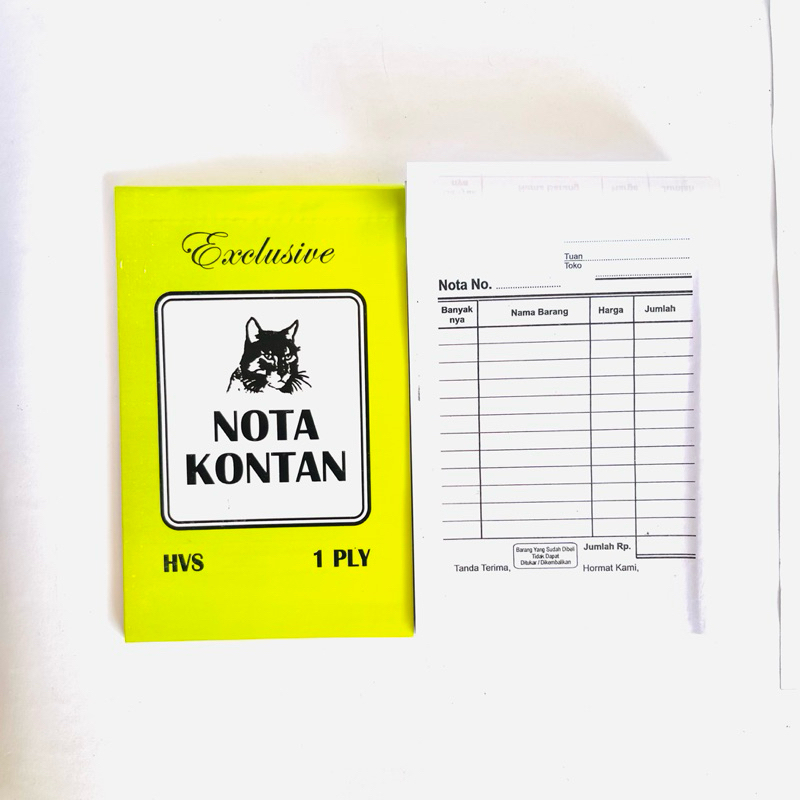 Exclusive
NOTA
KONTAN
HVS
1 PLY
Tuan
Toko
Nota No.
Banyak
nya
Nama Barang
Harga
Jumlah
Jumlah Rp.
Barang Yang Sudah Dibeli
Tidak Dapat
Ditukar / Dikembalikan
Tanda Terima,
Hormat Kami,